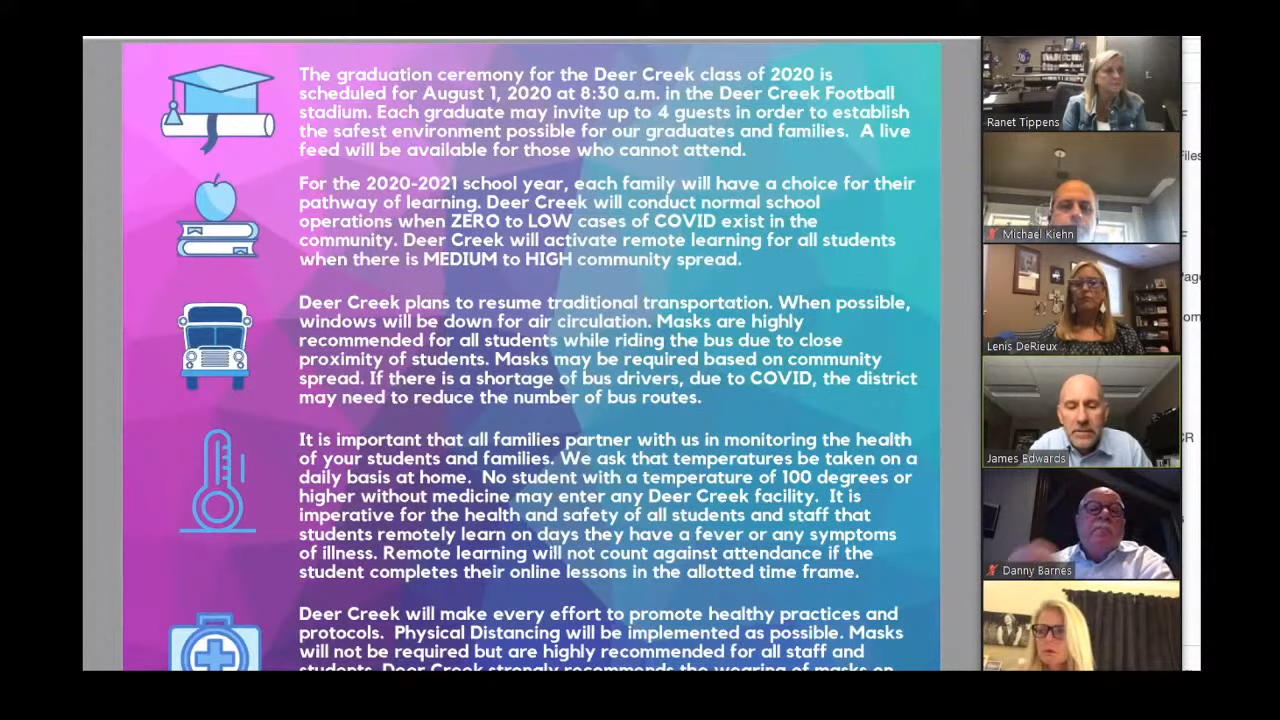 The graduation ceremony for the Deer Creek class of 2020 is
scheduled for August 1, 2020 at 8:30 a.m. in the Deer Creek Football
stadium. Each graduate may invite up to 4 guests in order to establish
the safest environment possible for our graduates and families. A live
feed will be available for those who cannot attend.
For the 2020-2021 school year, each family will have a choice for their
pathway of learning. Deer Creek will conduct normal school
operations when ZERO to LOW cases of COVID exist in the
community. Deer Creek will activate remote learning for all students
when there is MEDIUM to HIGH community spread.
Deer Creek plans to resume traditional transportation. When possible,
windows will be down for air circulation. Masks are highly
recommended for all students while riding the bus due to close
proximity of students. Masks may be required based on community
spread. If there is a shortage of bus drivers, due to COVID, the district
may need to reduce the number of bus routes.
It is important that all families partner with us in monitoring the health
of your students and families. We ask that temperatures be taken on a
daily basis at home. No student with a temperature of 100 degrees or
higher without medicine may enter any Deer Creek facility. It is
imperative for the health and safety of all students and staff that
students remotely learn on days they have a fever or any symptoms
of illness. Remote learning will not count against attendance if the
student completes their online lessons in the allotted time frame.
Deer Creek will make every effort to promote healthy practices and
protocols. Physical Distancing will be implemented as possible. Masks
will not be required but are highly recommended for all staff and
students. Deer Creek strongly recommends the wearing of masks on
Ranet Tippens
Michael Kiehn
Lenis DeRieux
James Edwards
Danny Barnes
Files
Page
om
CR